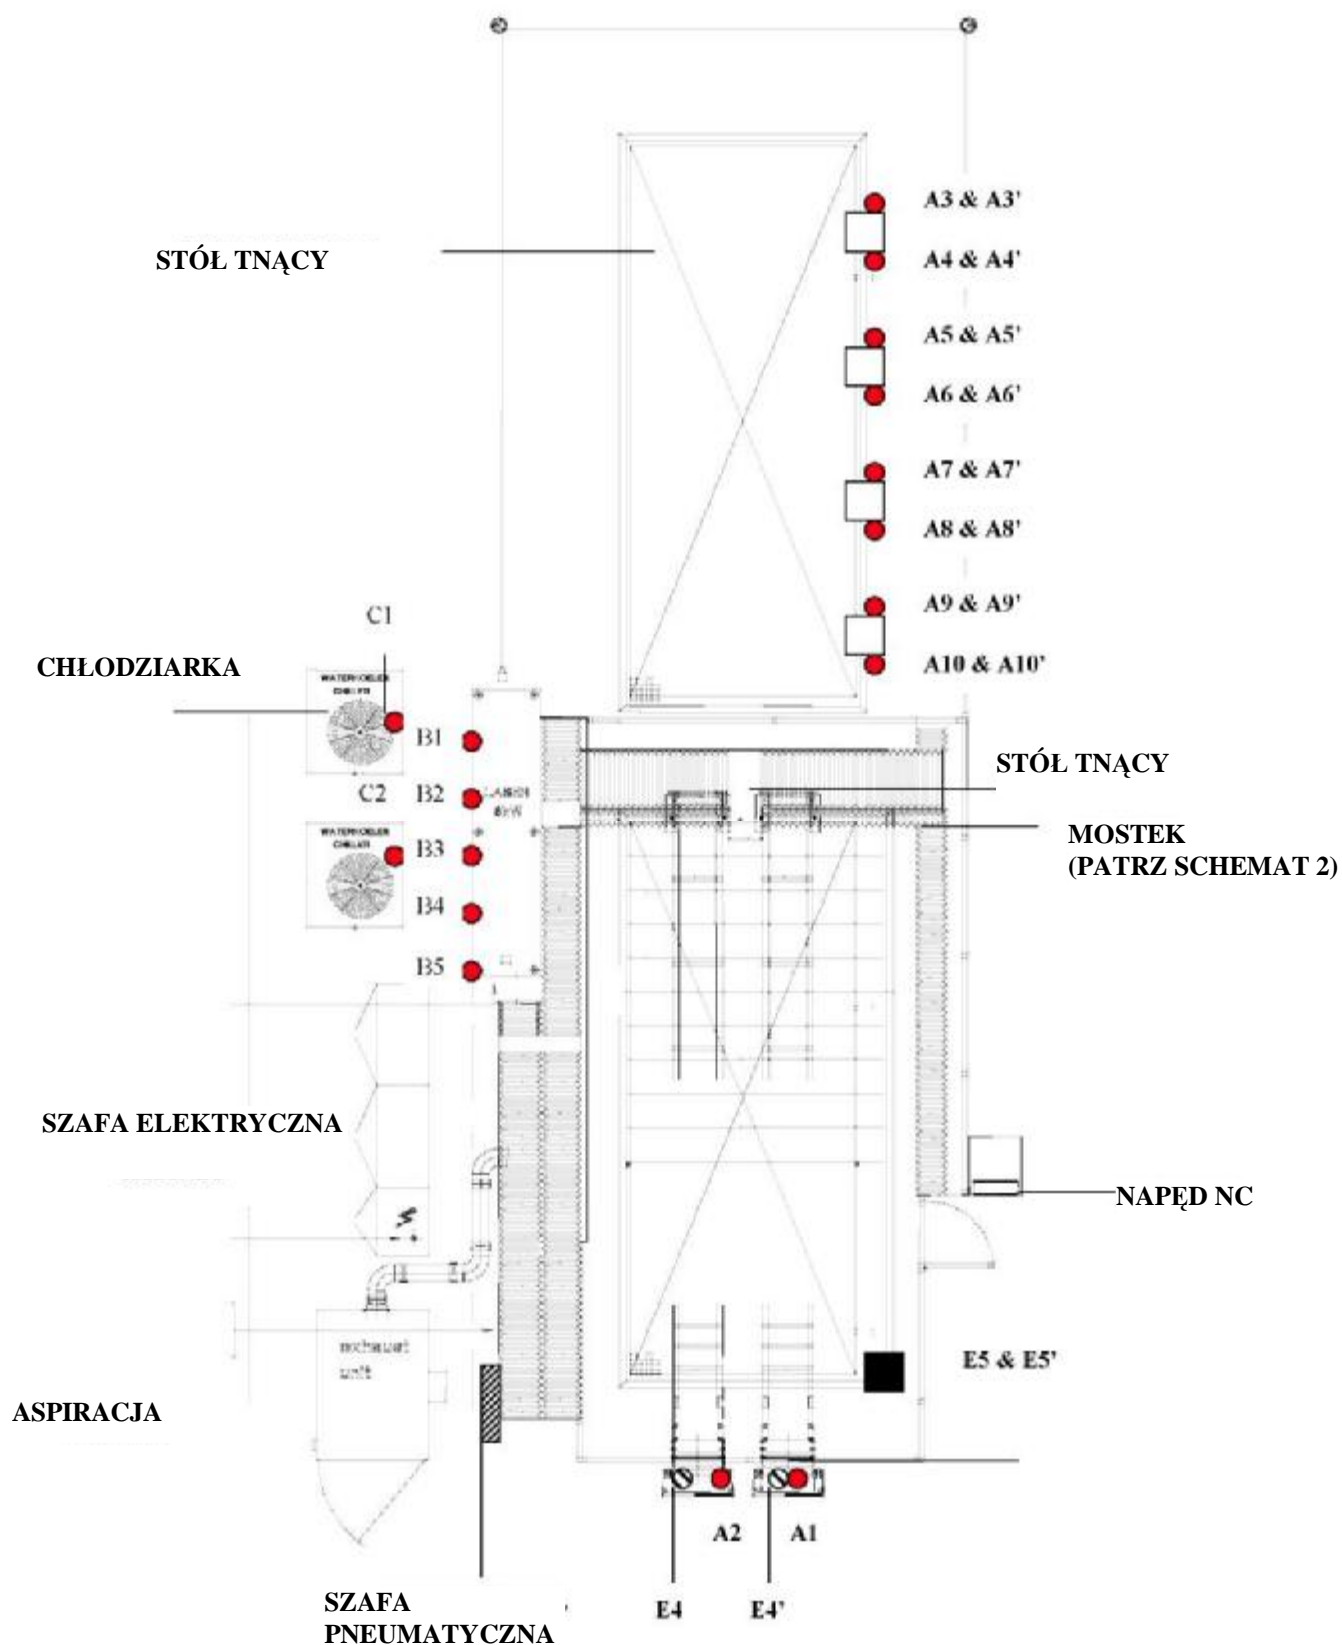 A3 & A3'
STÓŁ TNĄCY
A4 & A4'
A5 & A5'
A6 & A6'
A7 & A7'
A8 & A8'
A9 & A9'
C1
A10 & A10'
CHŁODZIARKA
B1
STÓŁ TNĄCY
C2
B2
MOSTEK
(PATRZ SCHEMAT 2)
B3
B4
B5
SZAFA ELEKTRYCZNA
NAPĘD NC
unit
E5 & E5'
ASPIRACJA
A2
A1
SZAFA
PNEUMATYCZNA
E4
E4'